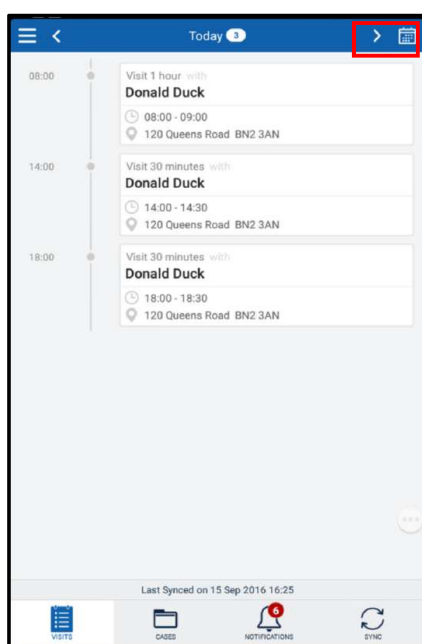 Today 3
08:00 Visit 1 hour with
Donald Duck
08:00 - 09:00
120 Queens Road BN2 3AN
14:00 Visit 30 minutes with
Donald Duck
14:00 - 14:30
120 Queens Road BN2 3AN
18:00 Visit 30 minutes with
Donald Duck
18:00 - 18:30
120 Queens Road BN2 3AN
Last Synced on 15 Sep 2016 16:25
6
VISITS CASES NOTIFICATIONS SYNC